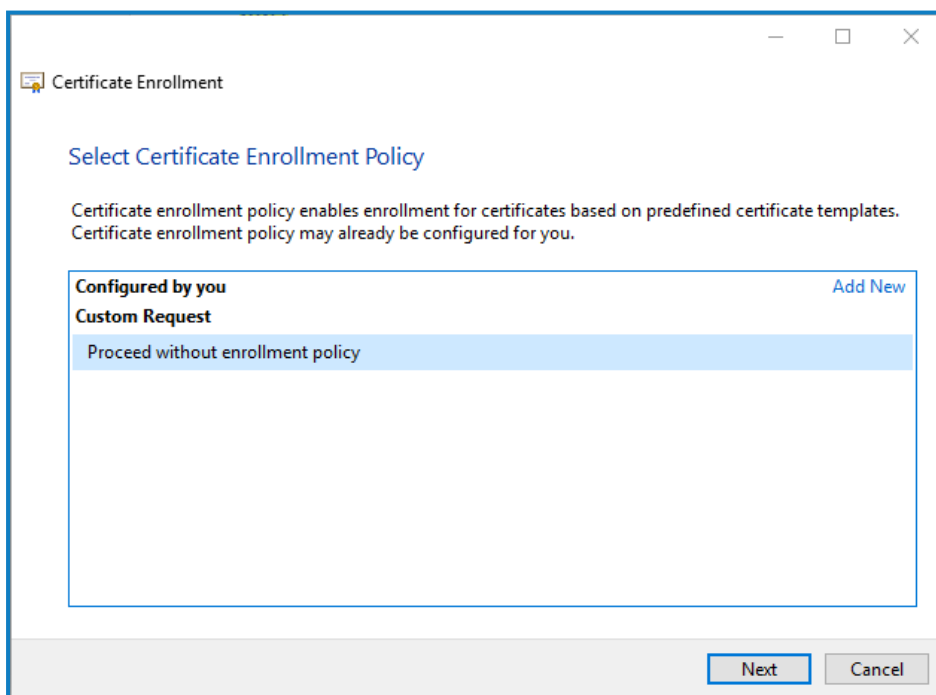 Certificate Enrollment
Select Certificate Enrollment Policy
Certificate enrollment policy enables enrollment for certificates based on predefined certificate templates.
Certificate enrollment policy may already be configured for you.
Configured by you Add New
Custom Request
Proceed without enrollment policy
Next Cancel